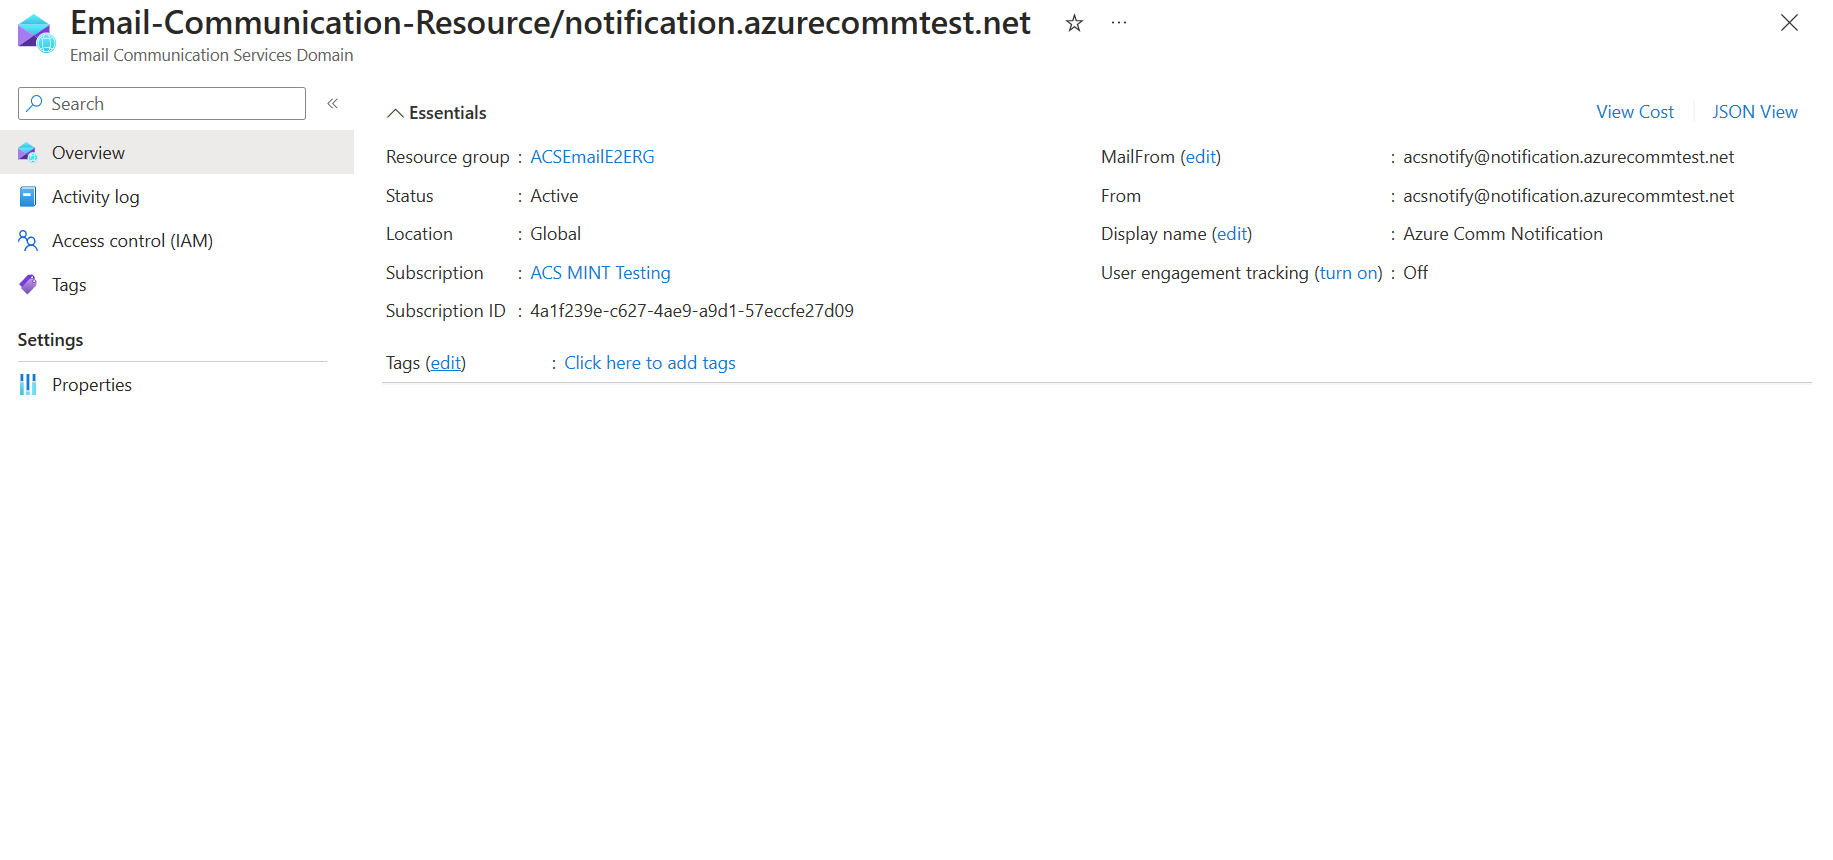 Email-Communication-Resource/notification.azurecommtest.net
Email Communication Services Domain
Search
Overview
Activity log
Access control (IAM)
Tags
Settings
Properties
Essentials
View Cost
JSON View
Resource group : ACSEmailE2ERG
Status : Active
Location : Global
Subscription : ACS MINT Testing
Subscription ID : 4a1f239e-c627-4ae9-a9d1-57eccfe27d09
MailFrom (edit) : acsnotify@notification.azurecommtest.net
From : acsnotify@notification.azurecommtest.net
Display name (edit) : Azure Comm Notification
User engagement tracking (turn on) : Off
Tags (edit) : Click here to add tags